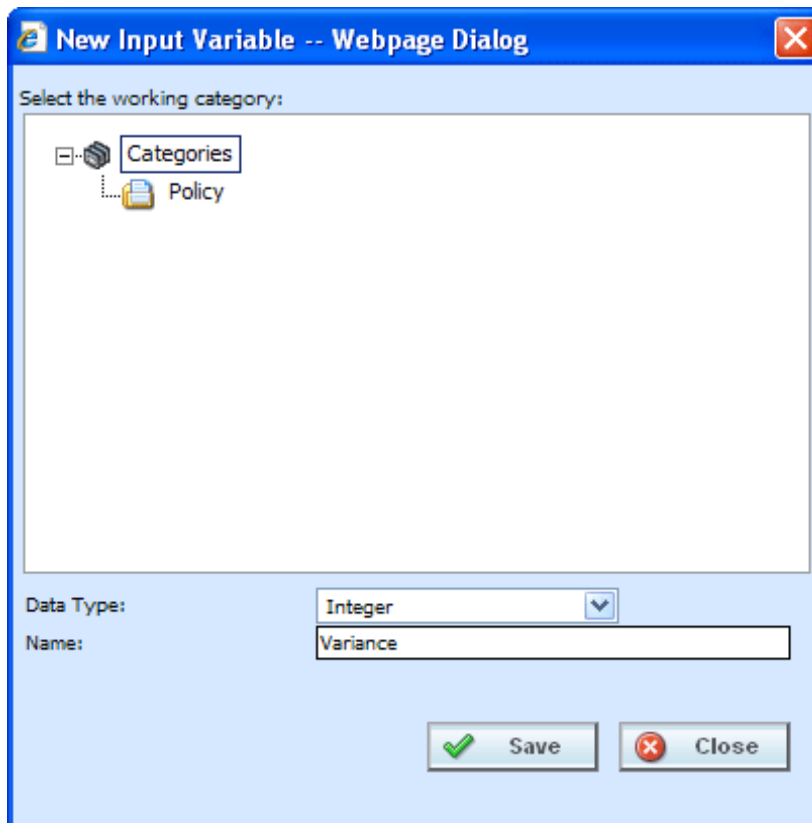 New Input Variable -- Webpage Dialog
Select the working category:
Categories
Policy
Data Type: Integer
Name: Variance
Save Close